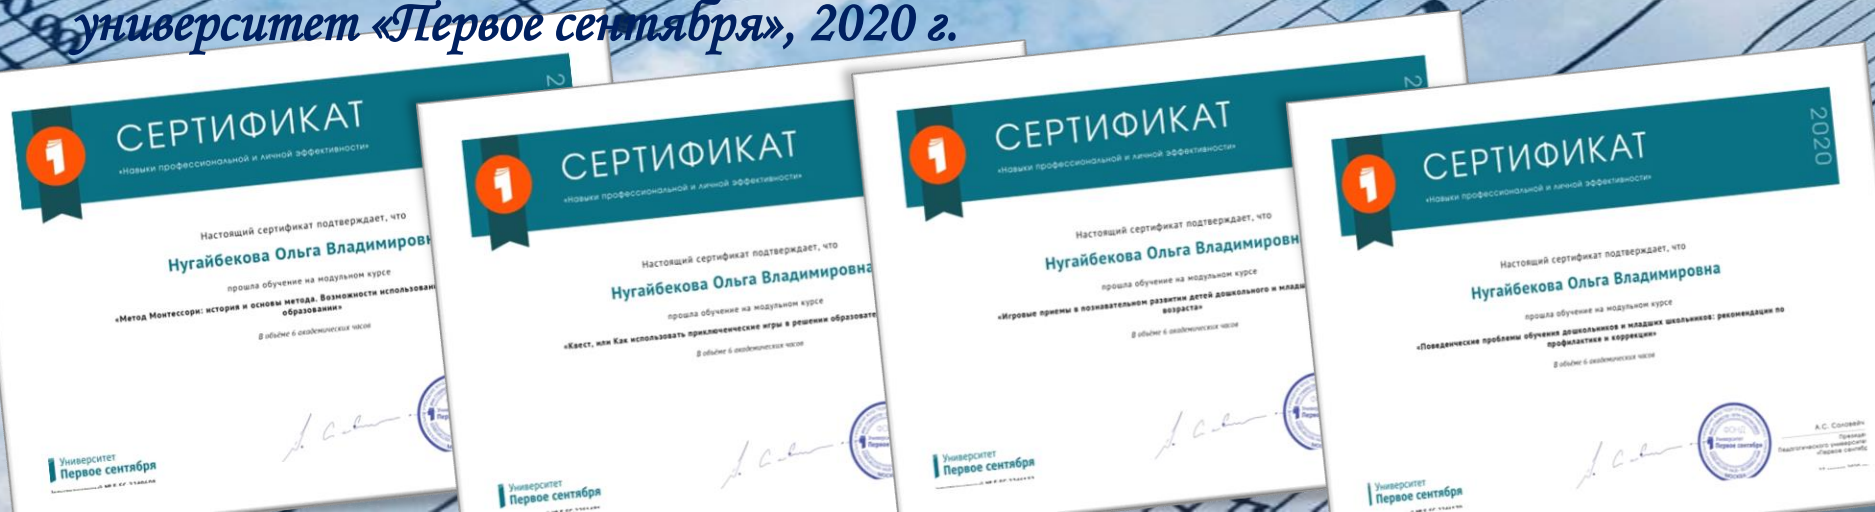 университет «Первое сентября», 2020 г.
СЕРТИФИКАТ
«Навыки профессиональной и личной эффективности»
Настоящий сертификат подтверждает, что
Нугайбекова Ольга Владимировн
прошла обучение на модульном курсе
«Метод Монтессори: история и основы метода. Возможности
образовании»
В объёме 6 академических часов
Университет
Первое сентября
СЕРТИФИКАТ
«Навыки профессиональной и личной эффективности»
Настоящий сертификат подтверждает, что
Нугайбекова Ольга Владимировна
прошла обучение на модульном курсе
«Квест, или Как использовать приключенческие игры в решении
В объёме 6 академических часов
Университет
Первое сентября
СЕРТИФИКАТ
«Навыки профессиональной и личной эффективности»
Настоящий сертификат подтверждает, что
Нугайбекова Ольга Владимировн
прошла обучение на модульном курсе
«Игровые приемы в познавательном развитии детей дошкольного и
возраста»
В объёме 6 академических часов
Университет
Первое сентября
СЕРТИФИКАТ
2020
«Навыки профессиональной и личной эффективности»
Настоящий сертификат подтверждает, что
Нугайбекова Ольга Владимировна
прошла обучение на модульном курсе
«Поведенческие проблемы обучения дошкольников и младших школьников: рекомендации по
профилактике и коррекции»
В объёме 6 академических часов
А.С. Соловейч
Университет
Первое сентября